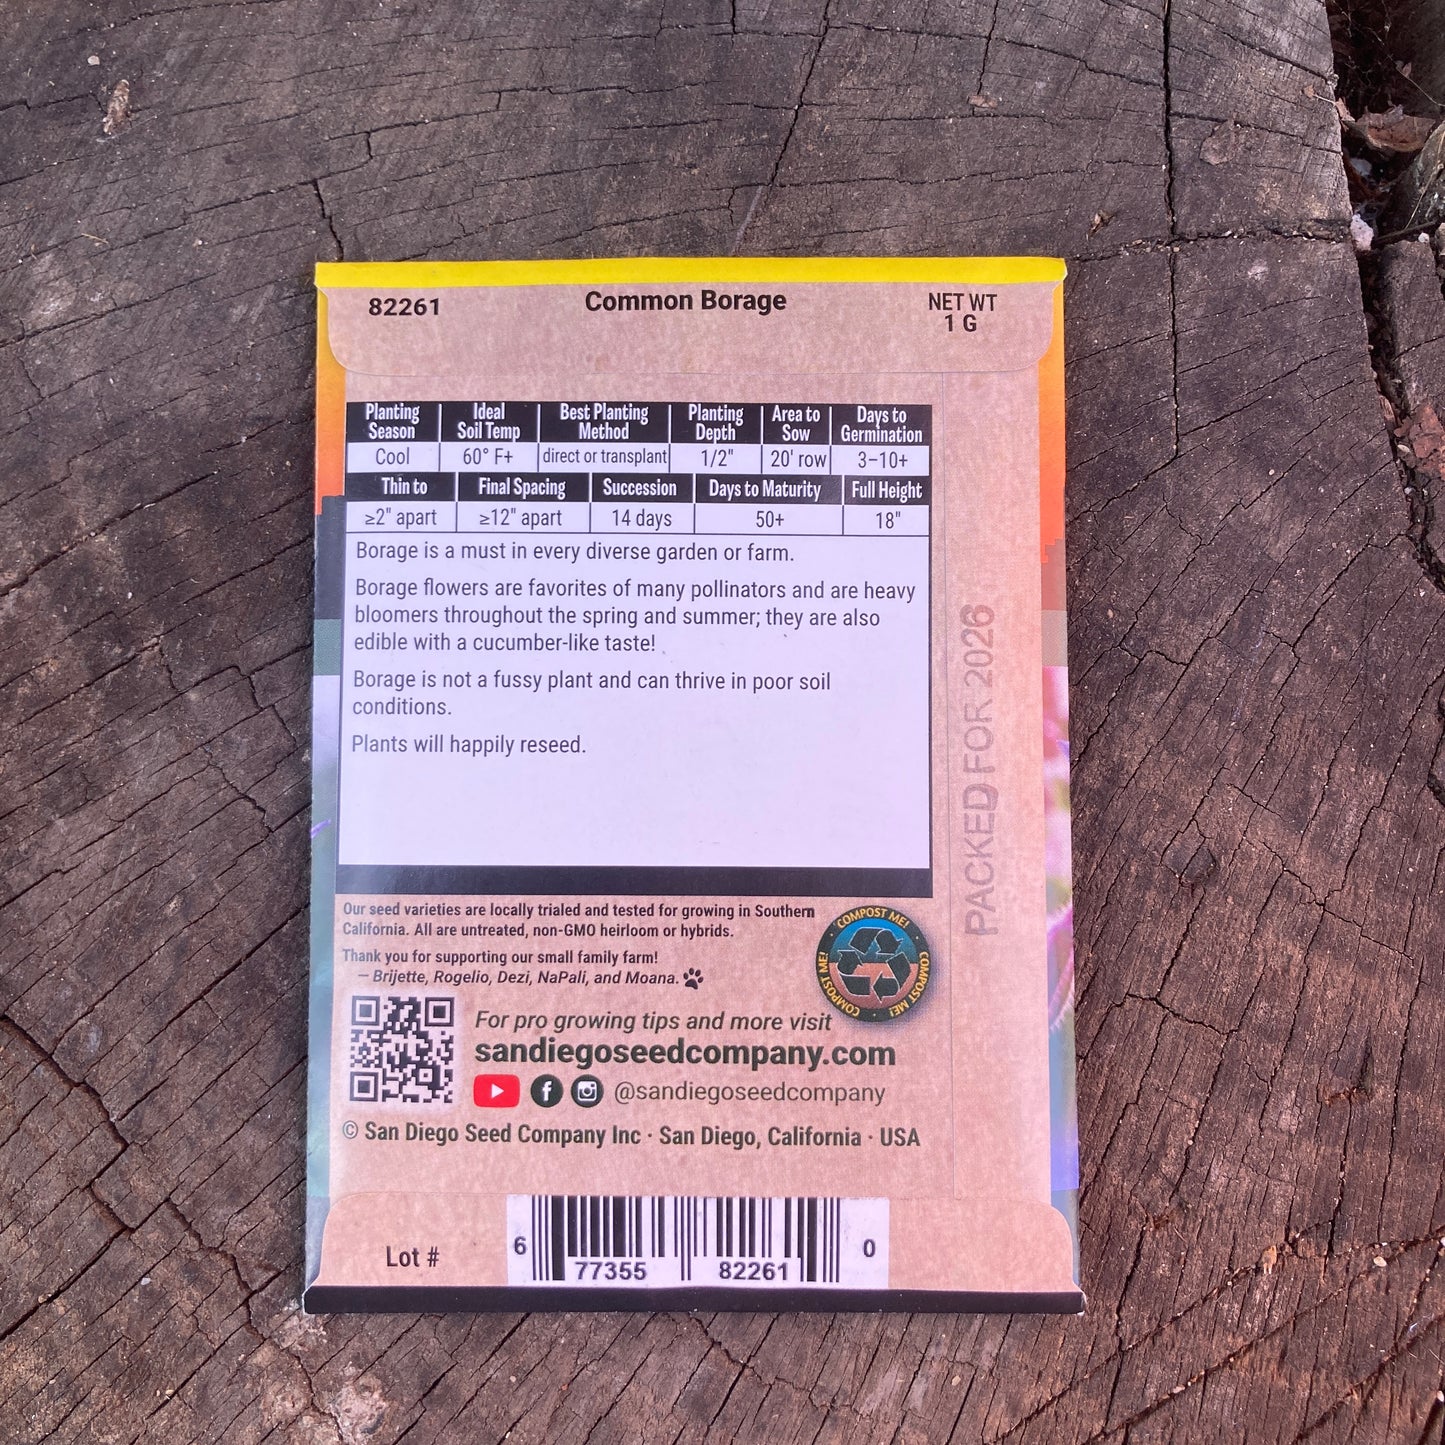 82261
Common Borage
NET WT
1 G
Planting Season | Ideal Soil Temp | Best Planting Method | Planting Depth | Area to Sow | Days to Germination
Cool | 60° F+ | direct or transplant | 1/2" | 20' row | 3–10+
Thin to | Final Spacing | Succession | Days to Maturity | Full Height
≥2" apart | ≥12" apart | 14 days | 50+ | 18"
Borage is a must in every diverse garden or farm.
Borage flowers are favorites of many pollinators and are heavy
bloomers throughout the spring and summer; they are also
edible with a cucumber-like taste!
Borage is not a fussy plant and can thrive in poor soil
conditions.
Plants will happily reseed.
PACKED FOR 2026
Our seed varieties are locally trialed and tested for growing in Southern
California. All are untreated, non-GMO heirloom or hybrids.
Thank you for supporting our small family farm!
— Brijette, Rogelio, Dezi, NaPali, and Moana.
COMPOST ME! · COMPOST ME! · COMPOST ME! ·
For pro growing tips and more visit
sandiegoseedcompany.com
@sandiegoseedcompany
© San Diego Seed Company Inc · San Diego, California · USA
Lot #
6 77355 82261 0